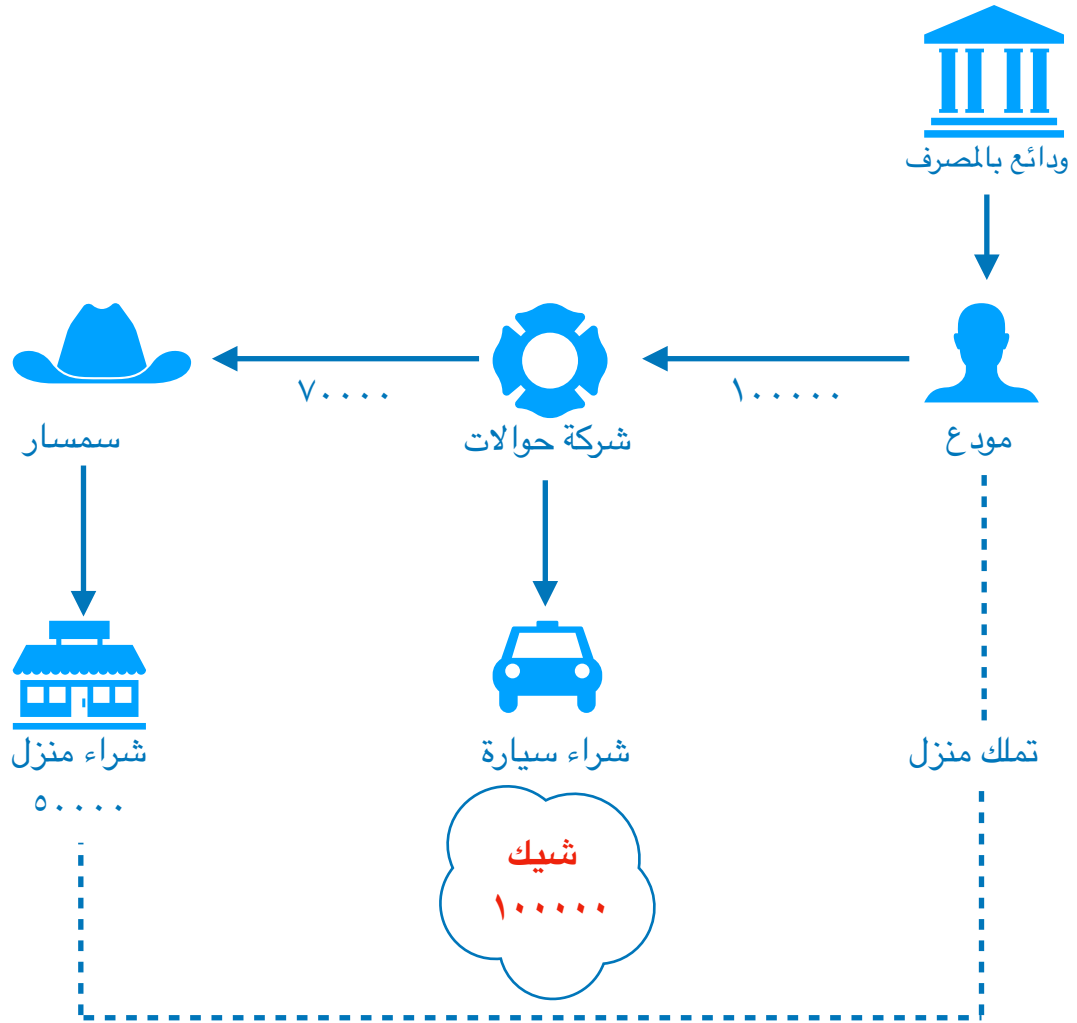 ودائع بالمصرف
١٠٠٠٠٠
٧٠٠٠٠
مودع
شركة حوالات
سمسار
تملك منزل
شراء سيارة
شراء منزل
٥٠٠٠٠
شيك
١٠٠٠٠٠